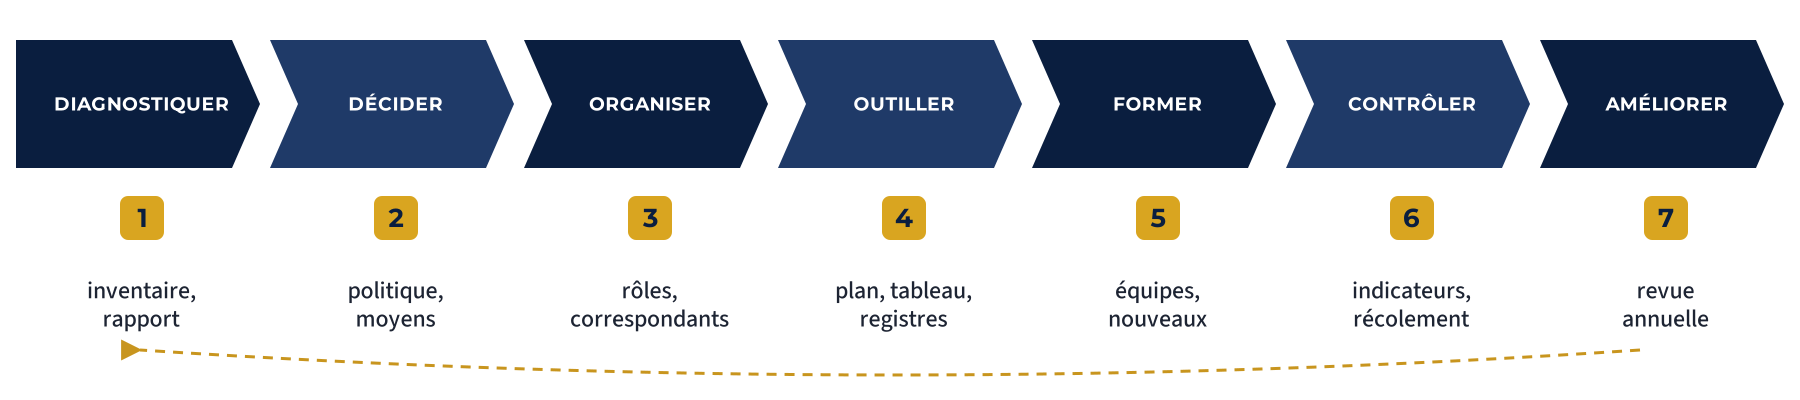 DIAGNOSTIQUER
DÉCIDER
ORGANISER
OUTILLER
FORMER
CONTRÔLER
AMÉLIORER
1
2
3
4
5
6
7
inventaire,
rapport
politique,
moyens
rôles,
correspondants
plan, tableau,
registres
équipes,
nouveaux
indicateurs,
récolement
revue
annuelle